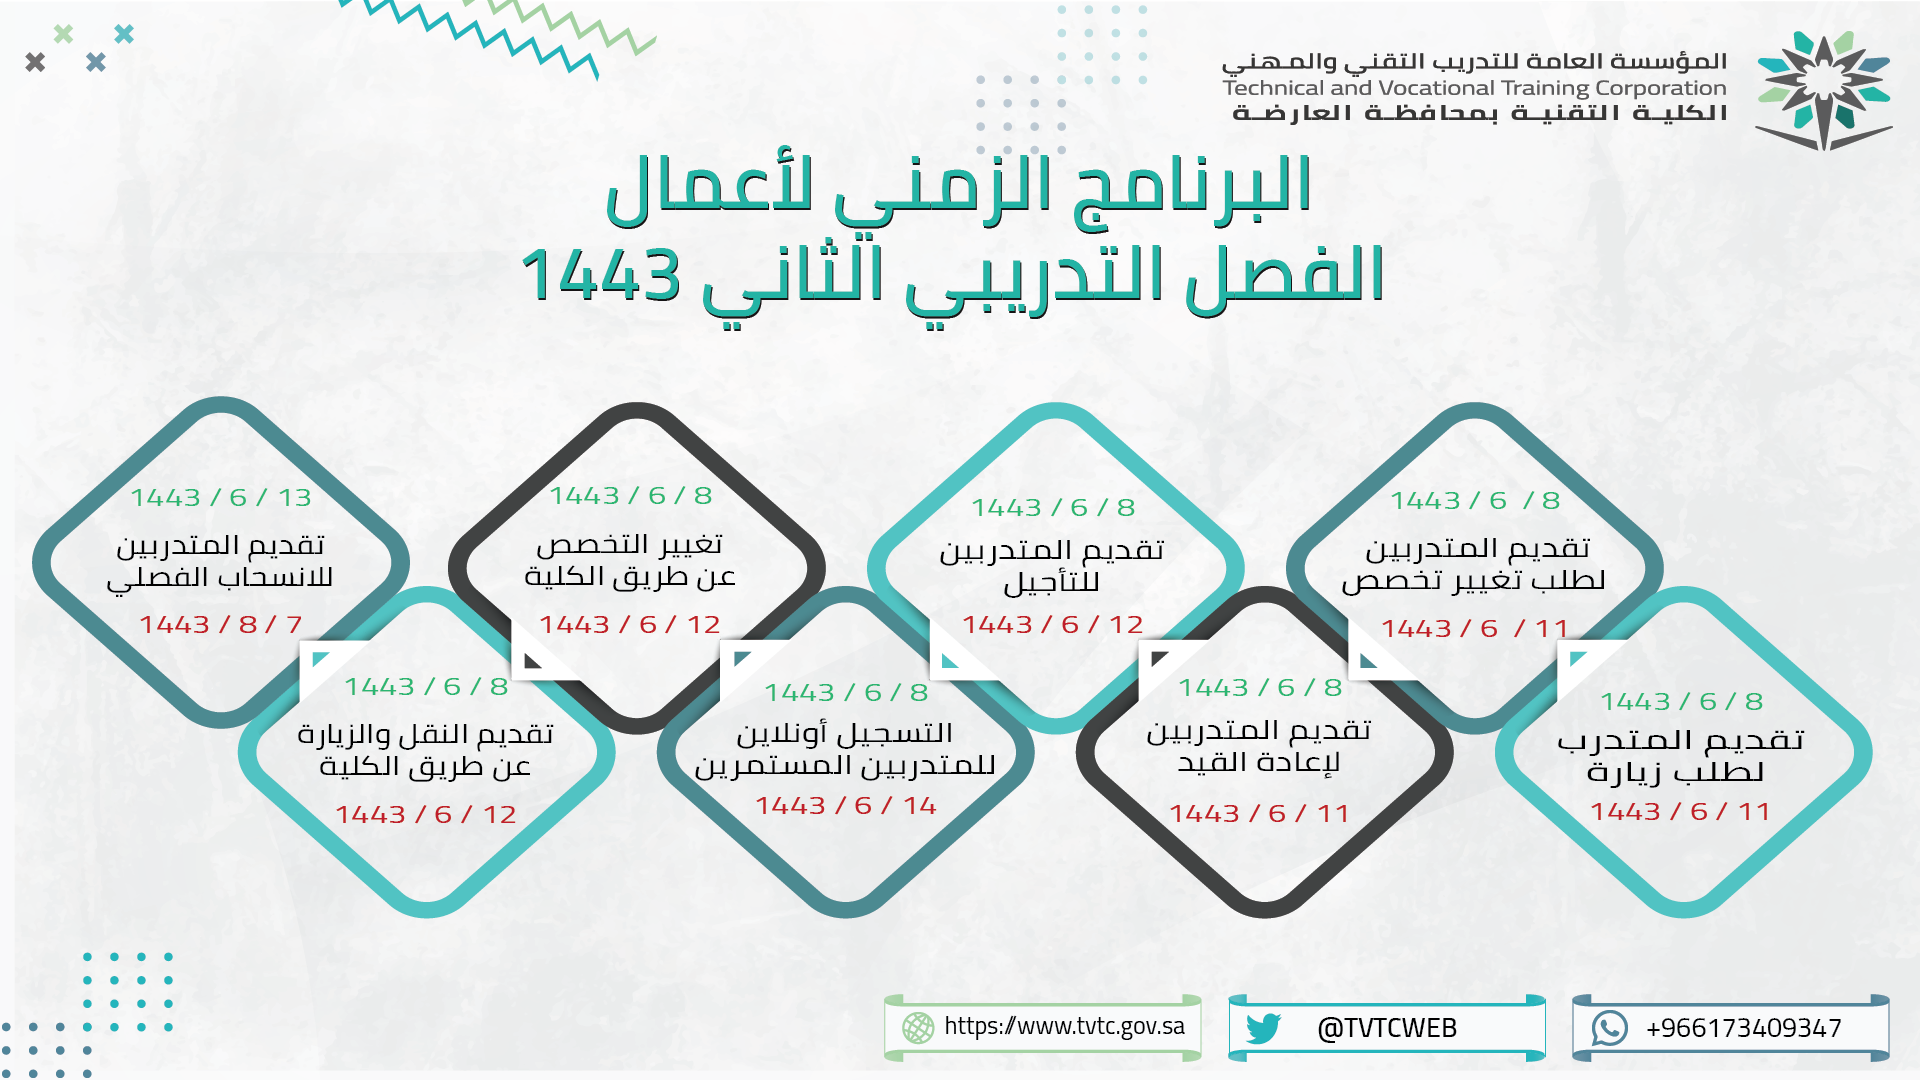 المؤسسة العامة للتدريب التقني والمهني
Technical and Vocational Training Corporation
الكلية التقنية بمحافظة العارضة
البرنامج الزمني لأعمال
الفصل التدريبي الثاني 1443
1443 / 6 / 8
تقديم المتدرب
لطلب زيارة
1443 / 6 / 11
1443 / 6 / 8
تقديم المتدربين
لطلب تغيير تخصص
1443 / 6 / 11
1443 / 6 / 8
تقديم المتدربين
لإعادة القيد
1443 / 6 / 11
1443 / 6 / 8
تقديم المتدربين
للتأجيل
1443 / 6 / 12
1443 / 6 / 8
التسجيل أونلاين
للمتدربين المستمرين
1443 / 6 / 14
1443 / 6 / 8
تغيير التخصص
عن طريق الكلية
1443 / 6 / 12
1443 / 6 / 8
تقديم النقل والزيارة
عن طريق الكلية
1443 / 6 / 12
1443 / 6 / 13
تقديم المتدربين
للانسحاب الفصلي
1443 / 8 / 7
+966173409347
@TVTCWEB
https://www.tvtc.gov.sa